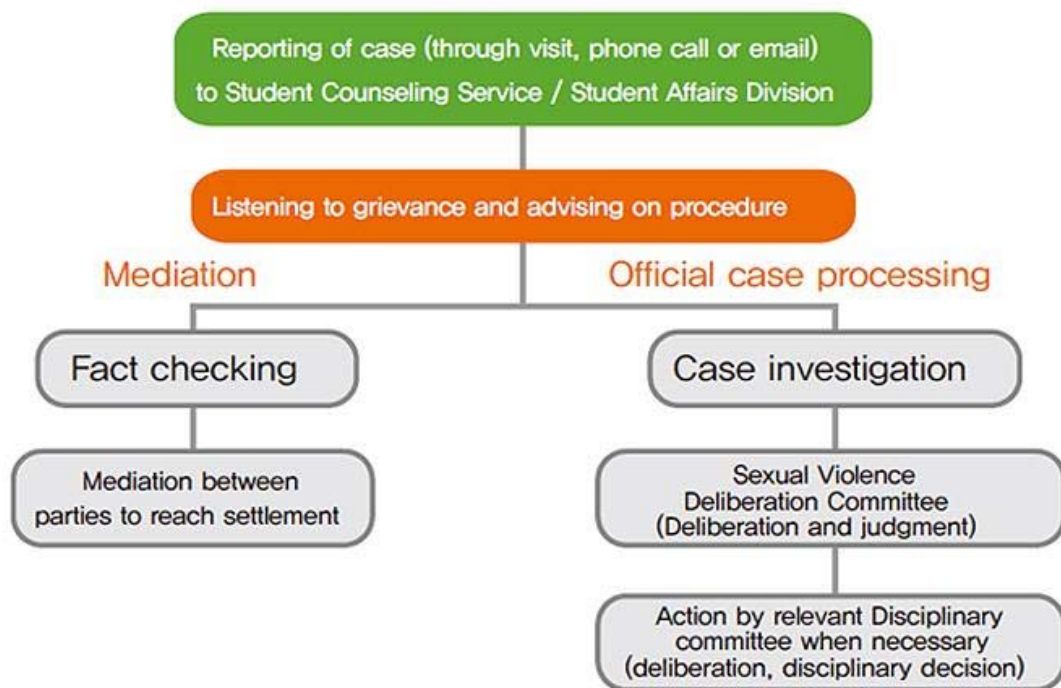 Reporting of case (through visit, phone call or email)
to Student Counseling Service / Student Affairs Division
Listening to grievance and advising on procedure
Mediation
Official case processing
Fact checking
Case investigation
Mediation between
parties to reach settlement
Sexual Violence
Deliberation Committee
(Deliberation and judgment)
Action by relevant Disciplinary
committee when necessary
(deliberation, disciplinary decision)